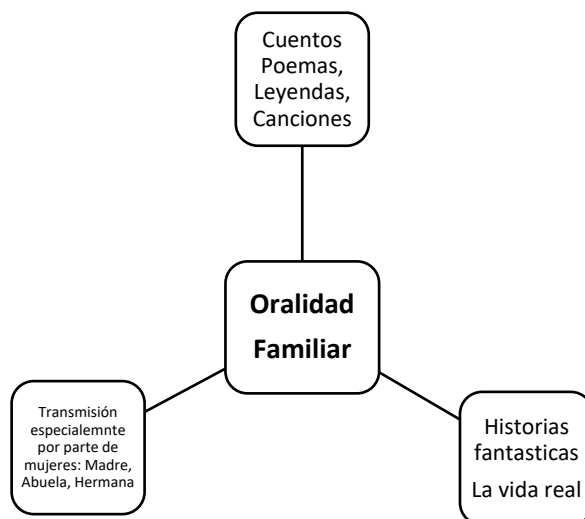 Cuentos
Poemas,
Leyendas,
Canciones
Oralidad
Familiar
Transmisión
especialemnte
por parte de
mujeres: Madre,
Abuela, Hermana
Historias
fantasticas
La vida real